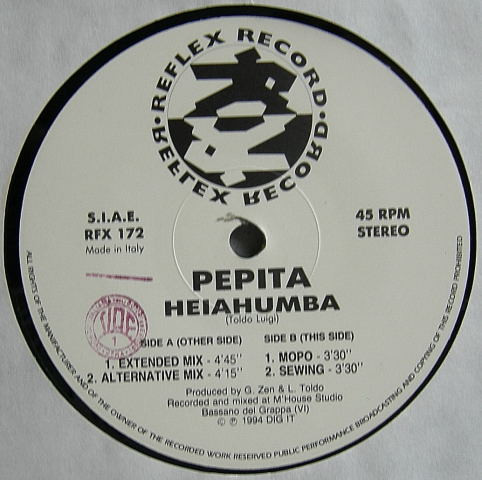 REFLEX RECORD • REFLEX RECORD •
S.I.A.E.
RFX 172
Made in Italy
45 RPM
STEREO
PEPITA
HEIAHUMBA
(Toldo Luigi)
SIDE A (OTHER SIDE)
1. EXTENDED MIX - 4'45"
2. ALTERNATIVE MIX - 4'15"
SIDE B (THIS SIDE)
1. MOPO - 3'30"
2. SEWING - 3'30"
Produced by G. Zen & L. Toldo
Recorded and mixed at M'House Studio
Bassano del Grappa (VI)
© ℗ 1994 DIG IT
ALL RIGHTS OF THE MANUFACTURER AND OF THE OWNER OF THE RECORDED WORK RESERVED PUBLIC PERFORMANCE BROADCASTING AND COPYING OF THIS RECORD PROHIBITED
SIAE
1